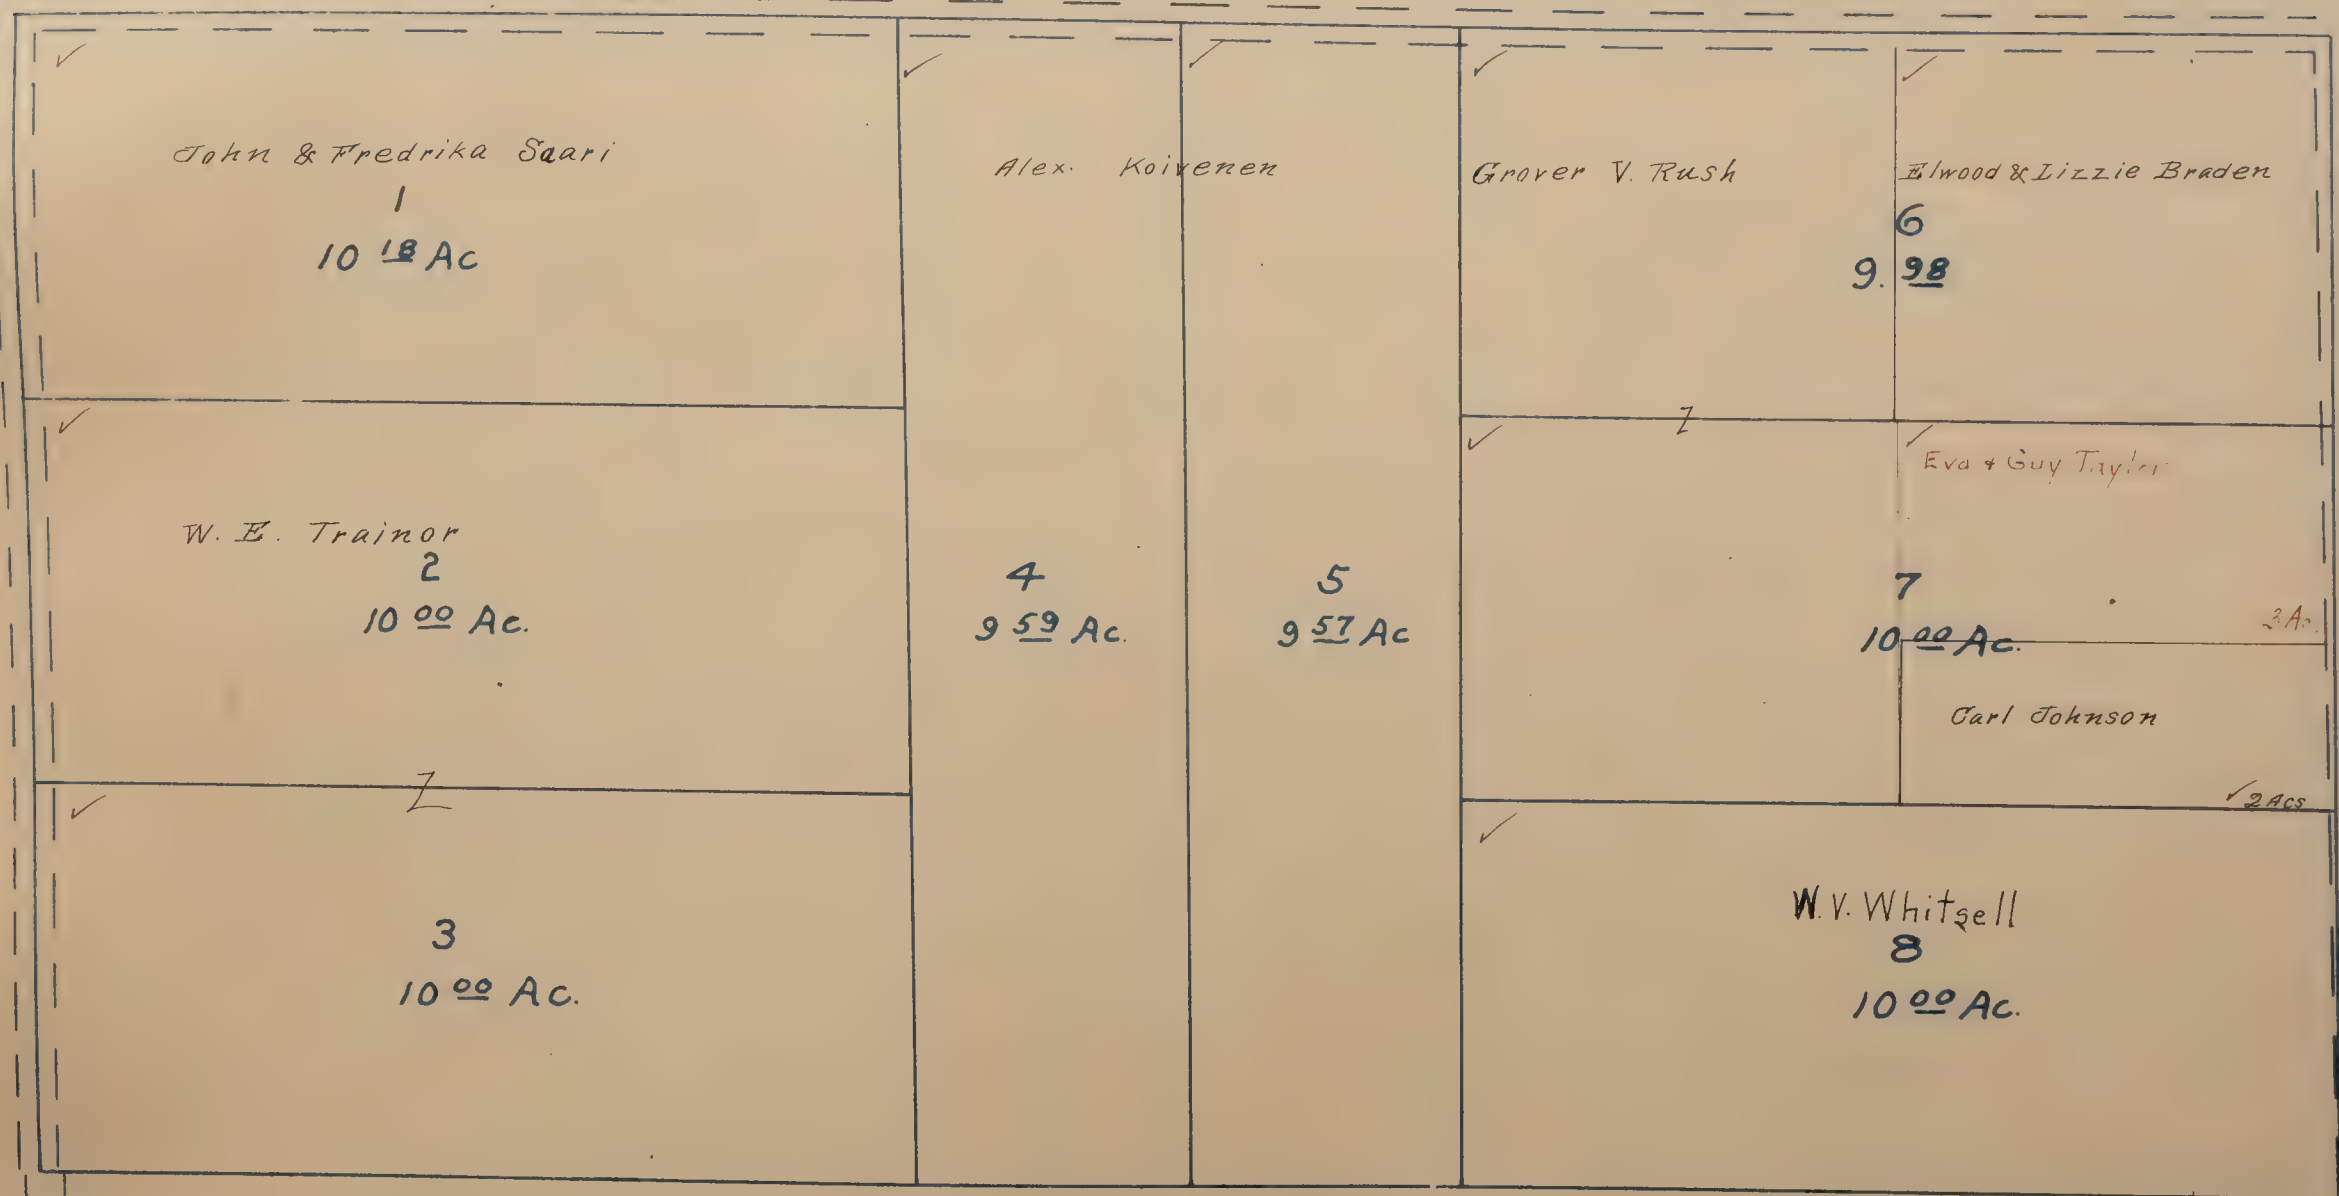 John & Fredrika Saari
1
10 18 Ac
W. E. Trainor
2
10 00 Ac.
3
10 00 Ac.
Alex. Koivenen
4
9 59 Ac.
5
9 57 Ac
Grover V. Rush
Elwood & Lizzie Braden
6
9. 98
Eva & Guy Taylor
7
10 00 Ac.
3 Ac.
Carl Johnson
2 Acs
W. V. Whitsell
8
10 00 Ac.